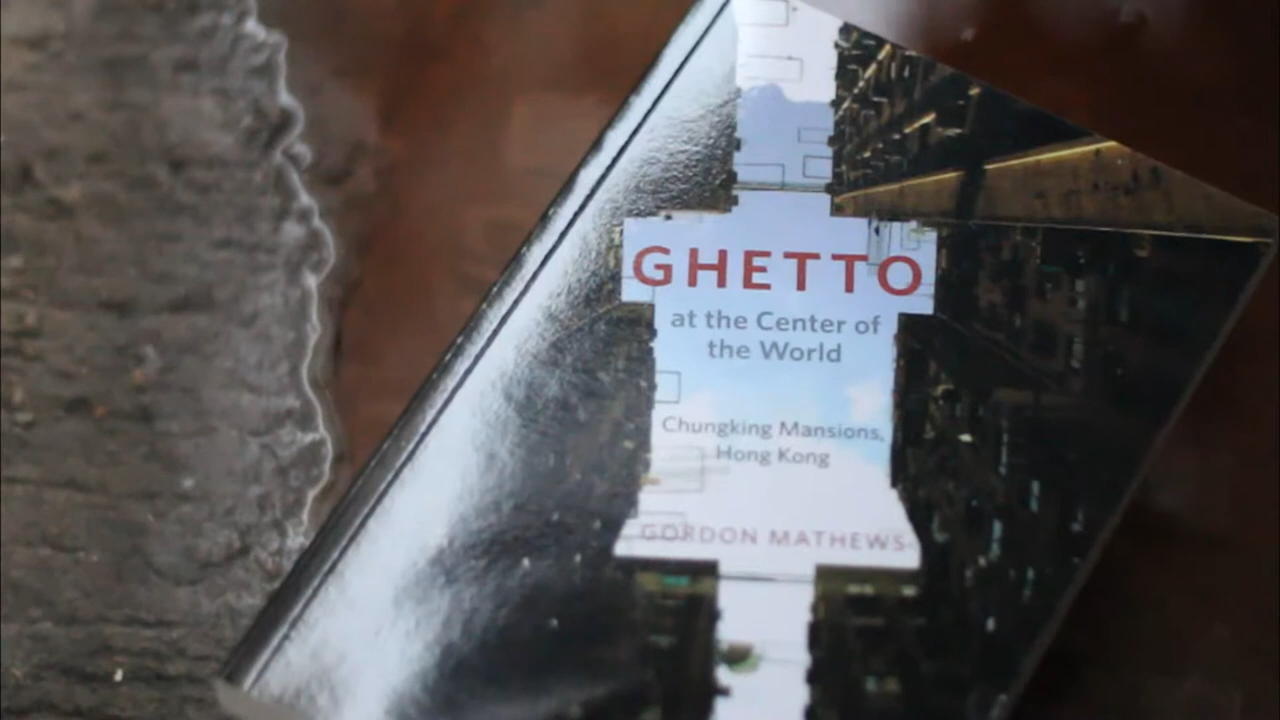 GHETTO
at the Center of
the World
Chungking Mansions,
Hong Kong
GORDON MATHEWS